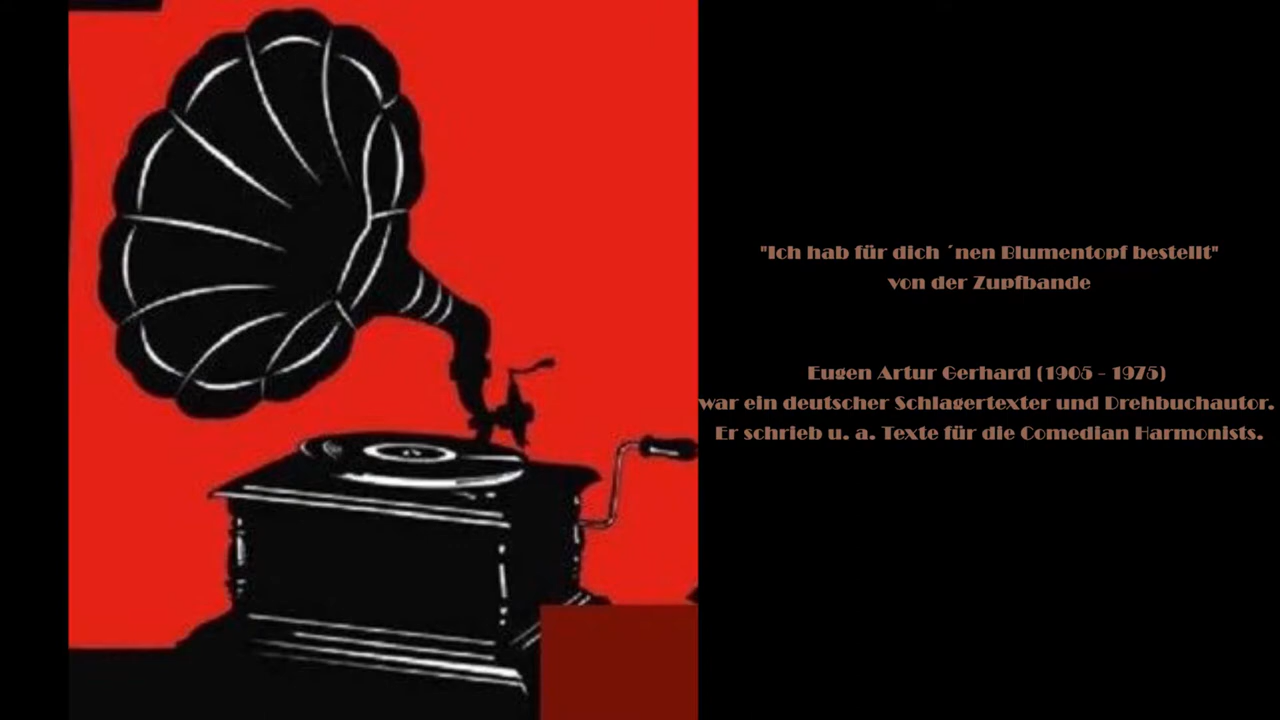 "Ich hab für dich ´nen Blumentopf bestellt"
von der Zupfbande
Eugen Artur Gerhard (1905 - 1975)
war ein deutscher Schlagertexter und Drehbuchautor.
Er schrieb u. a. Texte für die Comedian Harmonists.